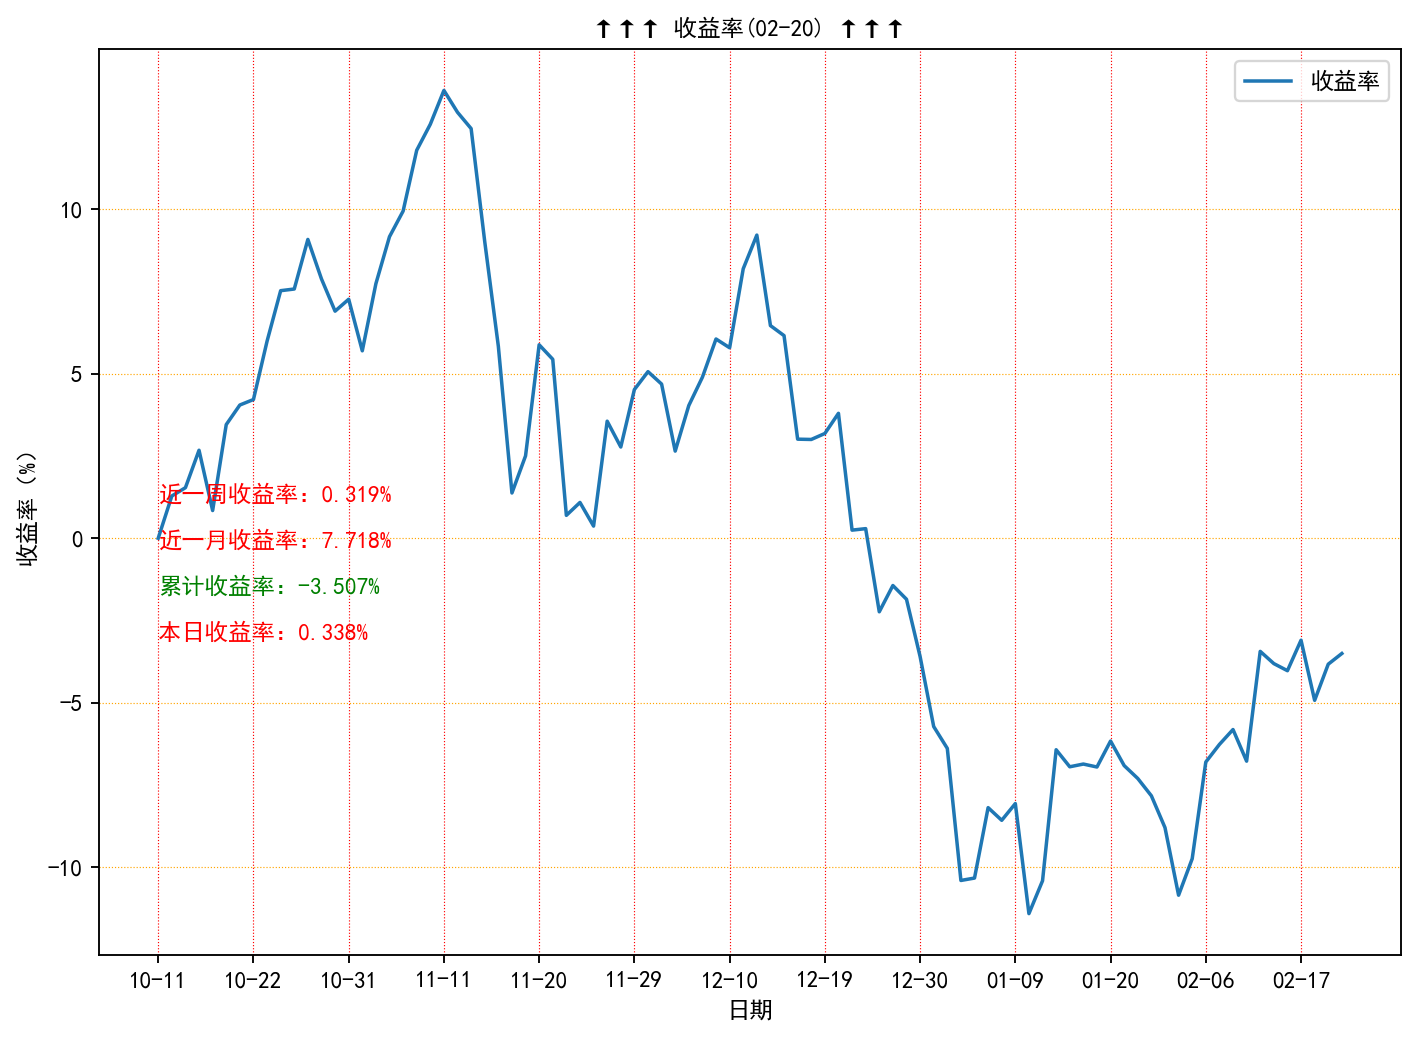 ↑↑↑ 收益率(02-20) ↑↑↑
收益率
10
5
0
-5
-10
收益率 (%)
近一周收益率: 0.319%
近一月收益率: 7.718%
累计收益率: -3.507%
本日收益率: 0.338%
10-11 10-22 10-31 11-11 11-20 11-29 12-10 12-19 12-30 01-09 01-20 02-06 02-17
日期